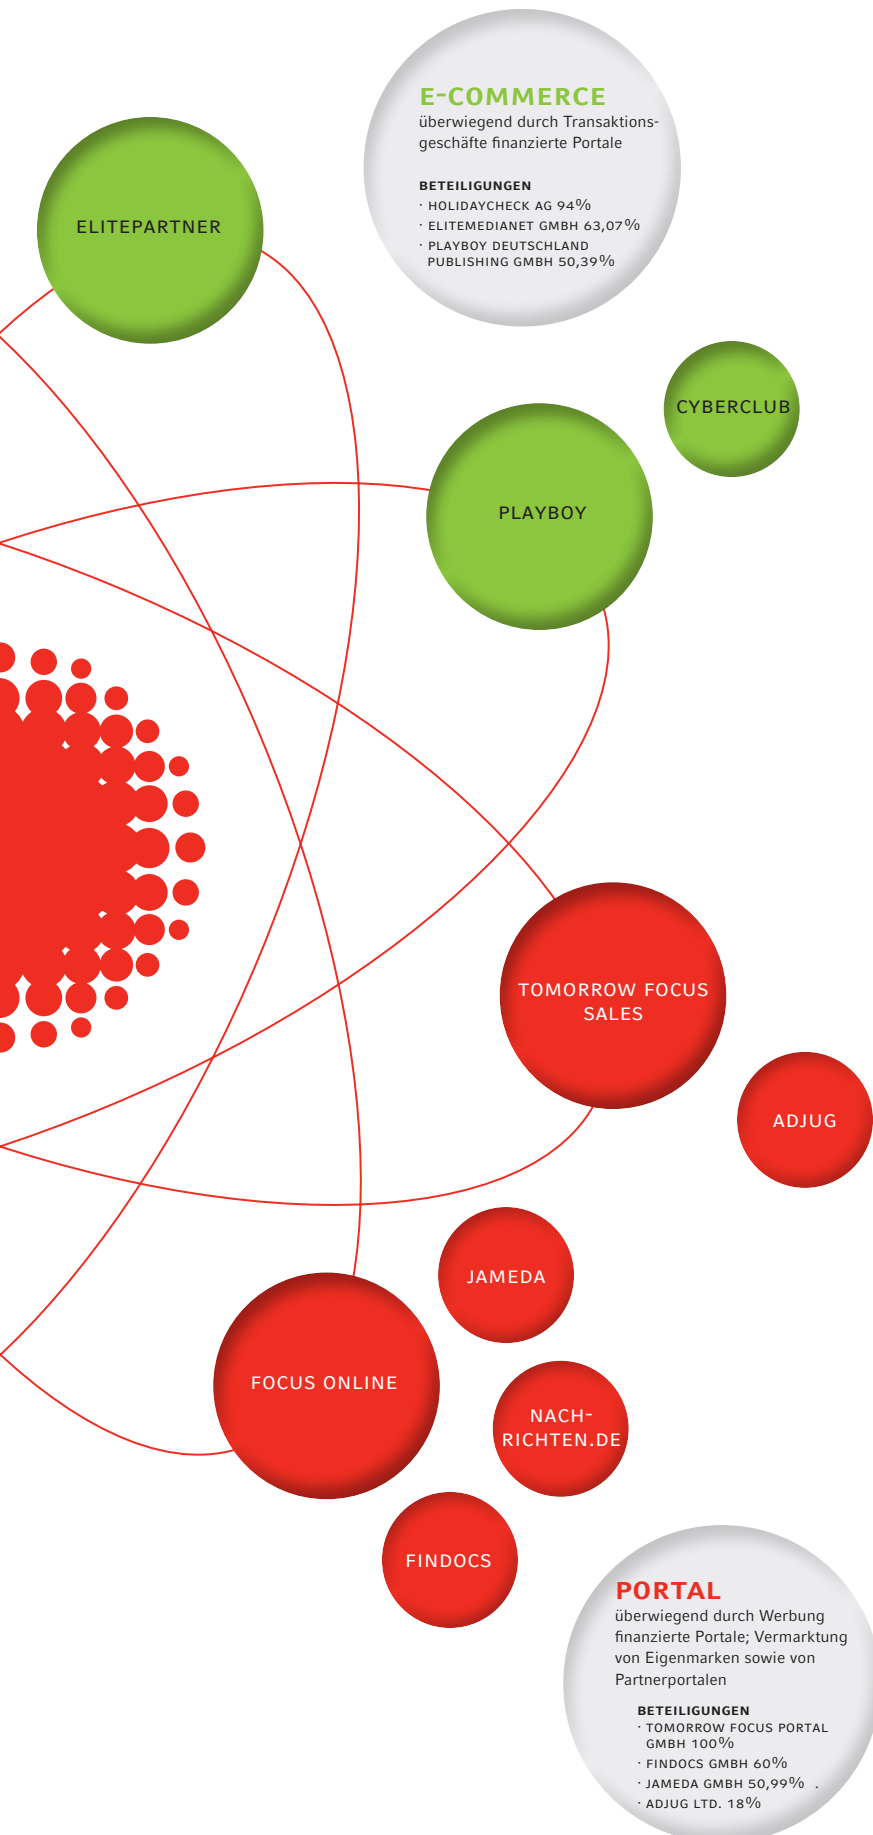 E-COMMERCE
überwiegend durch Transaktions-
geschäfte finanzierte Portale
BETEILIGUNGEN
· HOLIDAYCHECK AG 94%
· ELITEMEDIANET GMBH 63,07%
· PLAYBOY DEUTSCHLAND
PUBLISHING GMBH 50,39%
ELITEPARTNER
CYBERCLUB
PLAYBOY
TOMORROW FOCUS
SALES
ADJUG
JAMEDA
FOCUS ONLINE
NACH-
RICHTEN.DE
FINDOCS
PORTAL
überwiegend durch Werbung
finanzierte Portale; Vermarktung
von Eigenmarken sowie von
Partnerportalen
BETEILIGUNGEN
· TOMORROW FOCUS PORTAL
GMBH 100%
· FINDOCS GMBH 60%
· JAMEDA GMBH 50,99% .
· ADJUG LTD. 18%